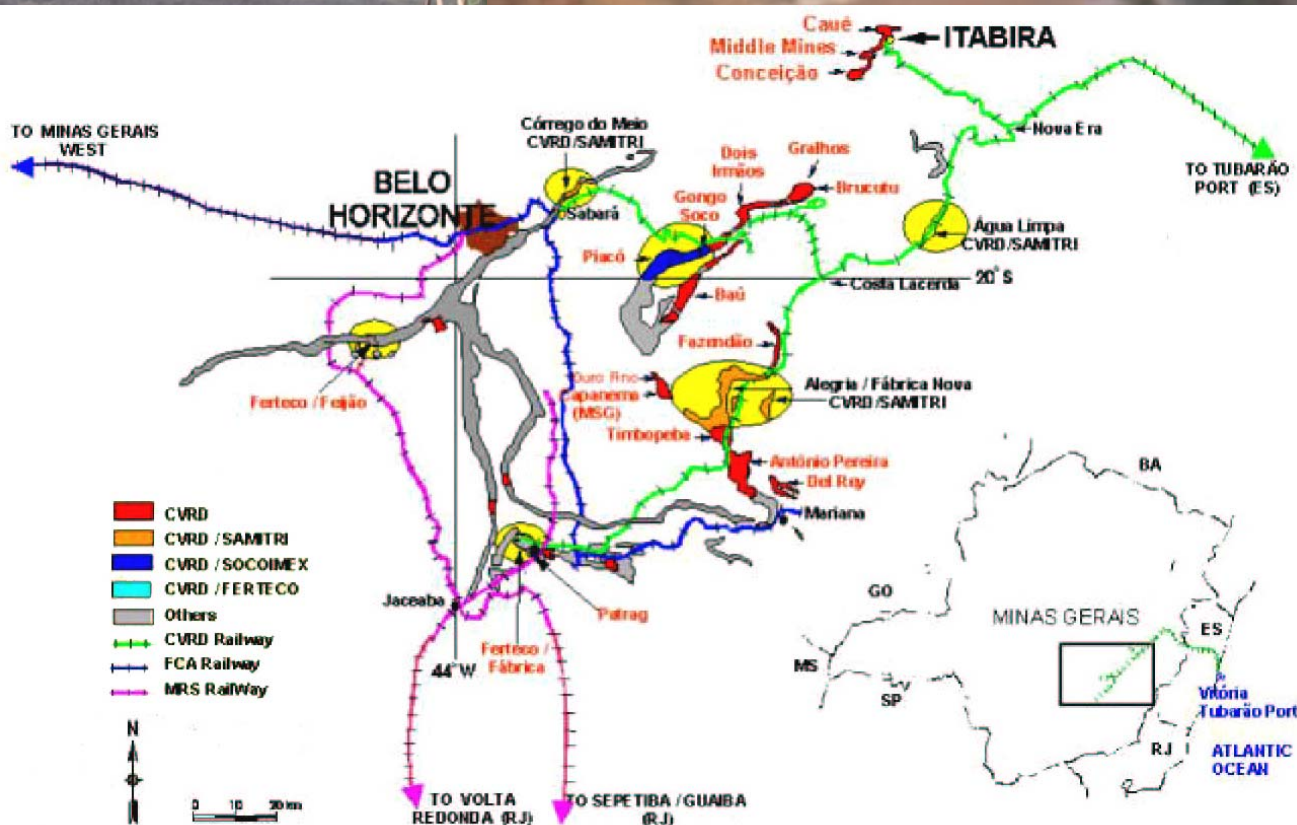 Cauê
Middle Mines
Conceição
ITABIRA
TO MINAS GERAIS
WEST
Córrego do Meio
CVRD/SAMITRI
Nova Era
TO TUBARÃO
PORT (ES)
BELO
HORIZONTE
Sabará
Dois
Irmãos
Gralhos
Gongo
Soco
Brucutu
Piacó
Água Limpa
CVRD/SAMITRI
20° S
Baú
Costa Lacerda
Fazendão
Ouro Fino
Capanema
(MSG)
Alegria / Fábrica Nova
CVRD/SAMITRI
Ferteco / Feijão
Timbopeba
Antônio Pereira
Del Rey
Mariana
CVRD
CVRD / SAMITRI
CVRD / SOCOIMEX
CVRD / FERTECO
Others
CVRD Railway
FCA Railway
MRS RailWay
Jaceaba
Patrag
Ferteco /
Fábrica
44° W
N
0 10 20 km
TO VOLTA
REDONDA (RJ)
TO SEPETIBA / GUAIBA
(RJ)
BA
GO
MINAS GERAIS
ES
MS
SP
Vitória
Tubarão Port
RJ
ATLANTIC
OCEAN